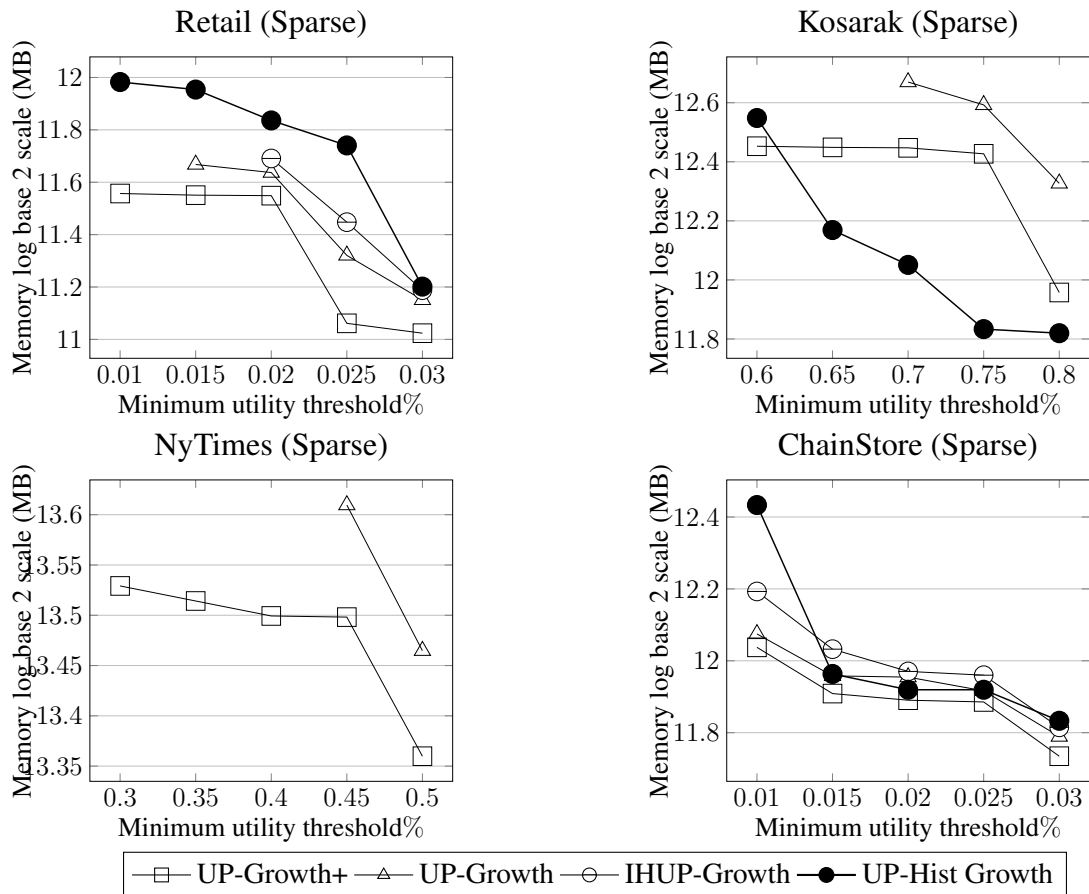 Retail (Sparse)
Memory log base 2 scale (MB)
12
11.8
11.6
11.4
11.2
11
0.01 0.015 0.02 0.025 0.03
Minimum utility threshold%
Kosarak (Sparse)
Memory log base 2 scale (MB)
12.6
12.4
12.2
12
11.8
0.6 0.65 0.7 0.75 0.8
Minimum utility threshold%
NyTimes (Sparse)
Memory log base 2 scale (MB)
13.6
13.55
13.5
13.45
13.4
13.35
0.3 0.35 0.4 0.45 0.5
Minimum utility threshold%
ChainStore (Sparse)
Memory log base 2 scale (MB)
12.4
12.2
12
11.8
0.01 0.015 0.02 0.025 0.03
Minimum utility threshold%
UP-Growth+ UP-Growth IHUP-Growth UP-Hist Growth